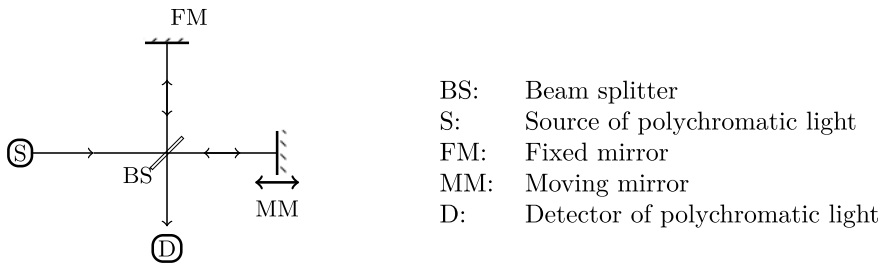 FM
S
BS
MM
D
BS: Beam splitter
S: Source of polychromatic light
FM: Fixed mirror
MM: Moving mirror
D: Detector of polychromatic light